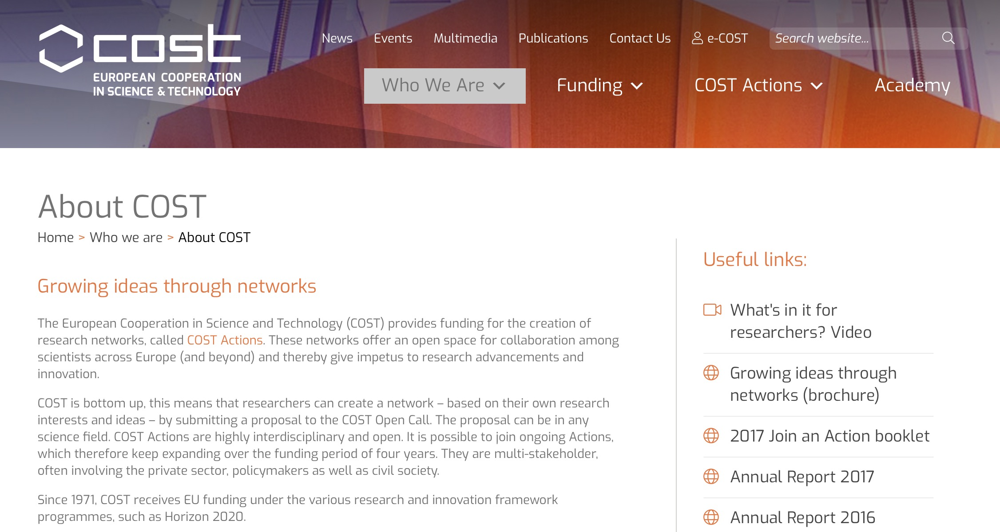 cost
EUROPEAN COOPERATION
IN SCIENCE & TECHNOLOGY
News Events Multimedia Publications Contact Us e-COST Search website...
Who We Are Funding COST Actions Academy
About COST
Home > Who we are > About COST
Growing ideas through networks
The European Cooperation in Science and Technology (COST) provides funding for the creation of
research networks, called COST Actions. These networks offer an open space for collaboration among
scientists across Europe (and beyond) and thereby give impetus to research advancements and
innovation.
COST is bottom up, this means that researchers can create a network – based on their own research
interests and ideas – by submitting a proposal to the COST Open Call. The proposal can be in any
science field. COST Actions are highly interdisciplinary and open. It is possible to join ongoing Actions,
which therefore keep expanding over the funding period of four years. They are multi-stakeholder,
often involving the private sector, policymakers as well as civil society.
Since 1971, COST receives EU funding under the various research and innovation framework
programmes, such as Horizon 2020.
Useful links:
What's in it for
researchers? Video
Growing ideas through
networks (brochure)
2017 Join an Action booklet
Annual Report 2017
Annual Report 2016